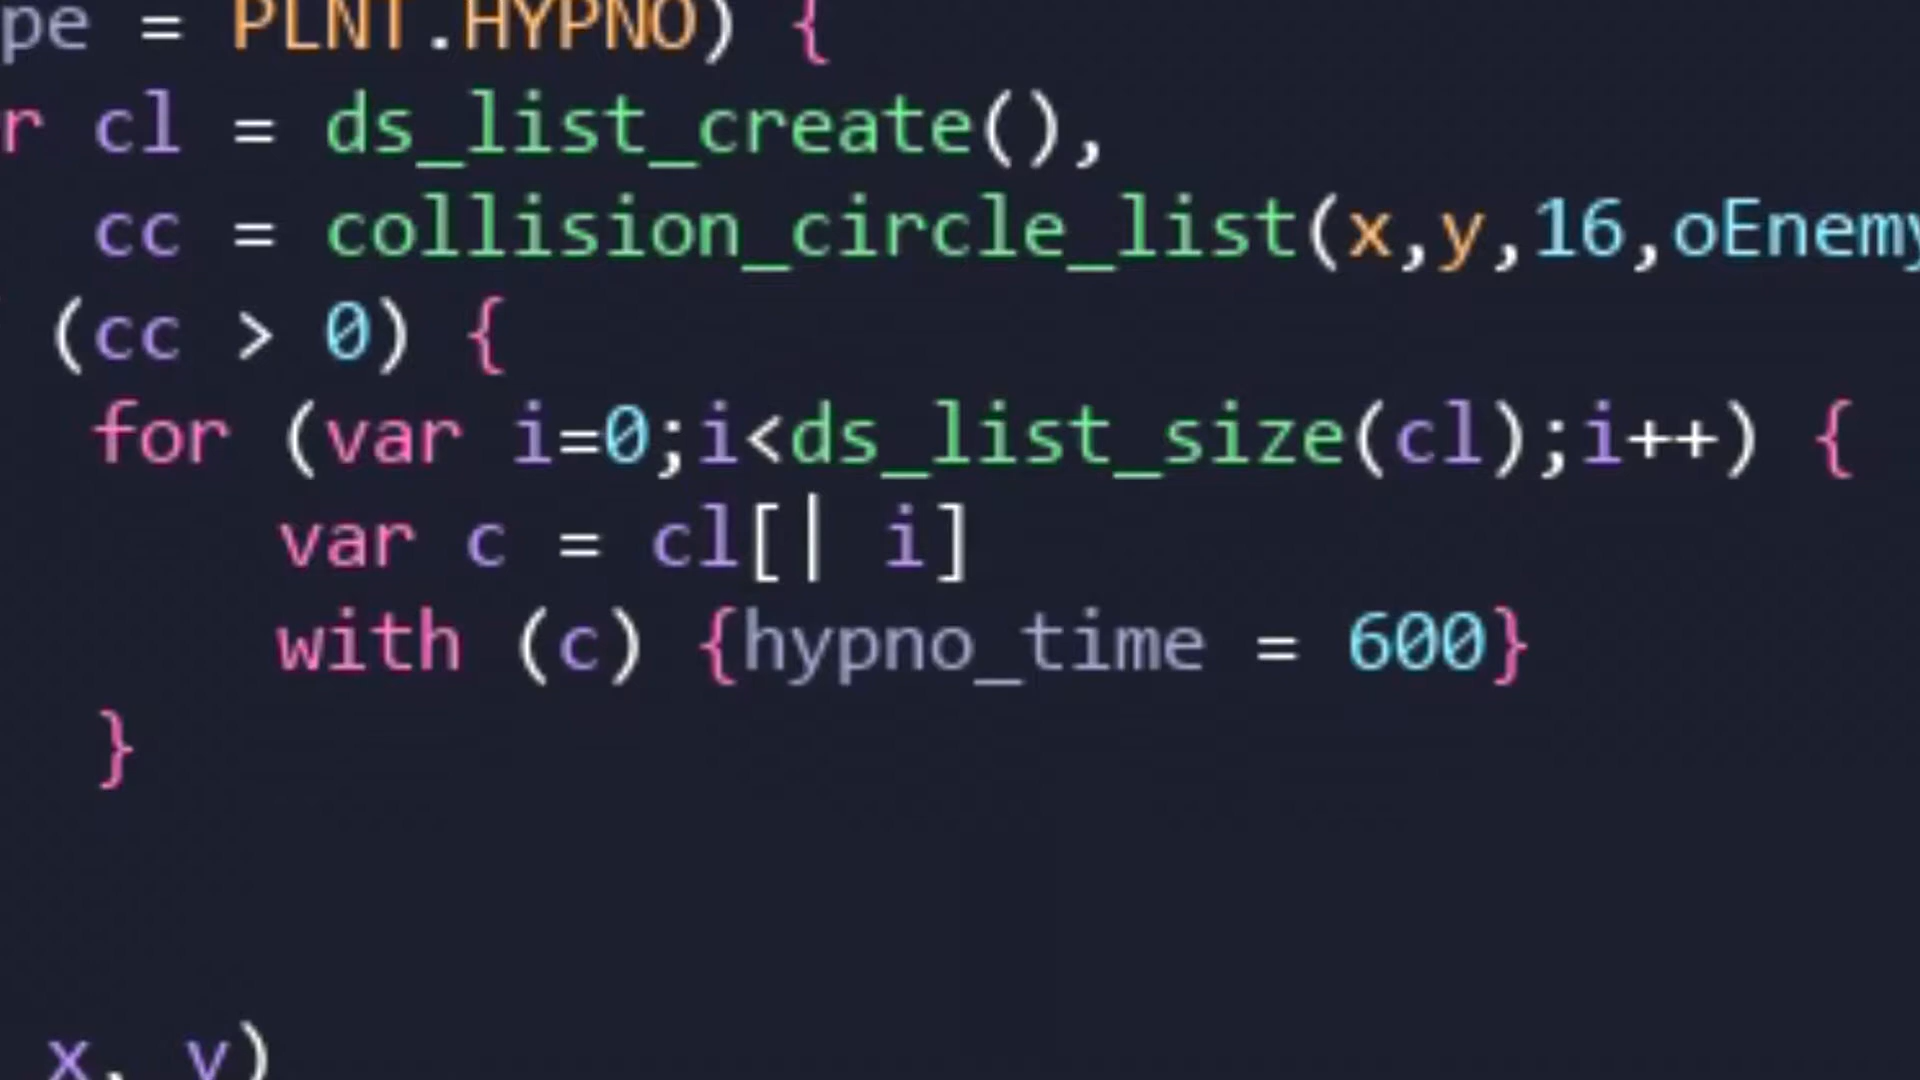 pe = PLNT.HYPNO) {
r cl = ds_list_create(),
cc = collision_circle_list(x,y,16,oEnemy
(cc > 0) {
for (var i=0;i<ds_list_size(cl);i++) {
var c = cl[| i]
with (c) {hypno_time = 600}
}
x, y)